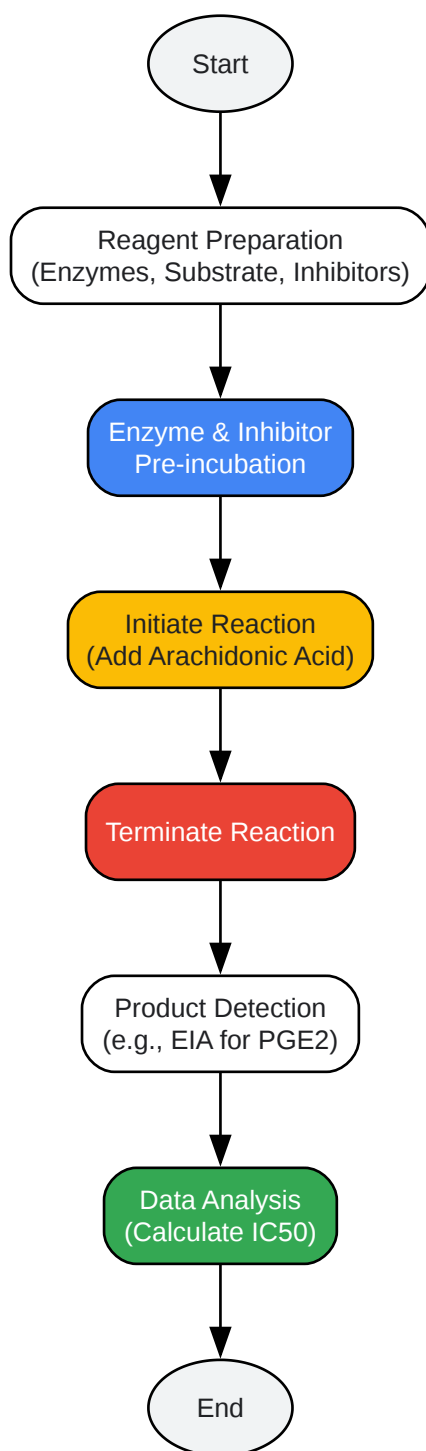 Start
Reagent Preparation
(Enzymes, Substrate, Inhibitors)
Enzyme & Inhibitor
Pre-incubation
Initiate Reaction
(Add Arachidonic Acid)
Terminate Reaction
Product Detection
(e.g., EIA for PGE2)
Data Analysis
(Calculate IC50)
End